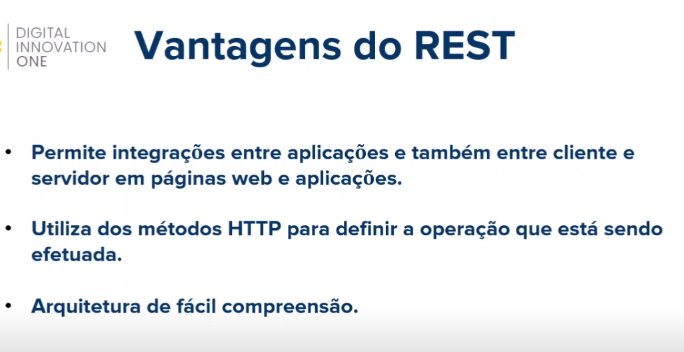 DIGITAL
INNOVATION
ONE
Vantagens do REST
• Permite integrações entre aplicações e também entre cliente e
servidor em páginas web e aplicações.
• Utiliza dos métodos HTTP para definir a operação que está sendo
efetuada.
• Arquitetura de fácil compreensão.